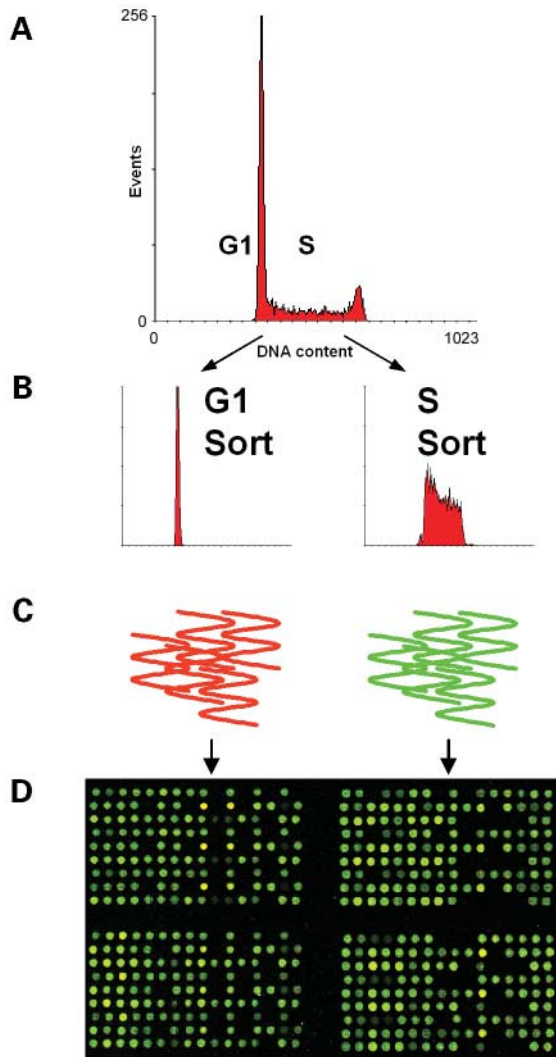 A
256
Events
G1 S
0
0 1023
DNA content
B
G1
Sort
S
Sort
C
D